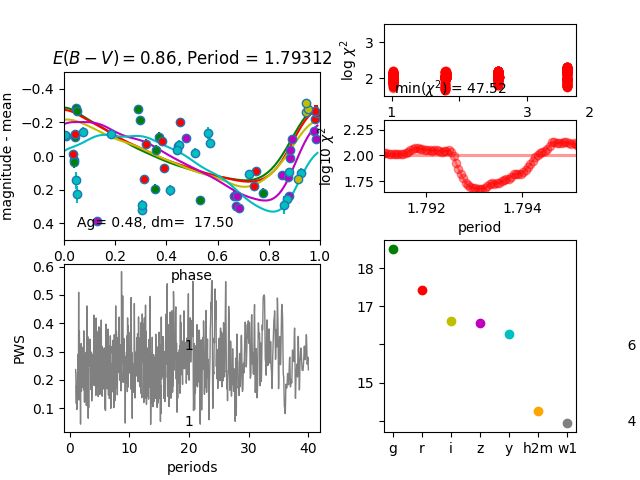 E(B − V) = 0.86, Period = 1.79312
magnitude - mean
−0.4
−0.2
0.0
0.2
0.4
Ag= 0.48, dm=  17.50
0.0 0.2 0.4 0.6 0.8 1.0
phase
log χ²
3
2
min(χ²) = 47.52
1 3 2
log10 χ²
2.25
2.00
1.75
1.792 1.794
period
PWS
0.6
0.5
0.4
0.3
0.2
0.1
1
1
0 10 20 30 40
periods
18
17
15
6
4
g r i z y h2m w1